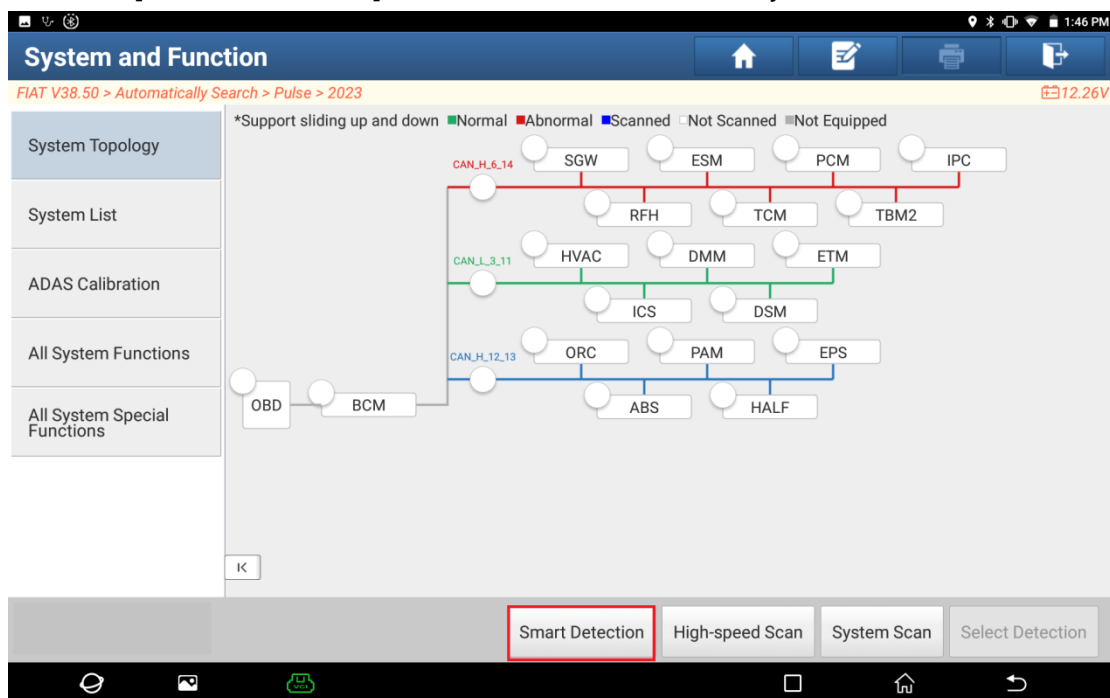 1:46 PM
System and Function
FIAT V38.50 > Automatically Search > Pulse > 2023
12.26V
System Topology
System List
ADAS Calibration
All System Functions
All System Special
Functions
*Support sliding up and down Normal Abnormal Scanned Not Scanned Not Equipped
CAN_H_6_14
SGW ESM PCM IPC
RFH TCM TBM2
CAN_L_3_11
HVAC DMM ETM
ICS DSM
CAN_H_12_13
ORC PAM EPS
OBD BCM ABS HALF
Smart Detection High-speed Scan System Scan Select Detection
VCI